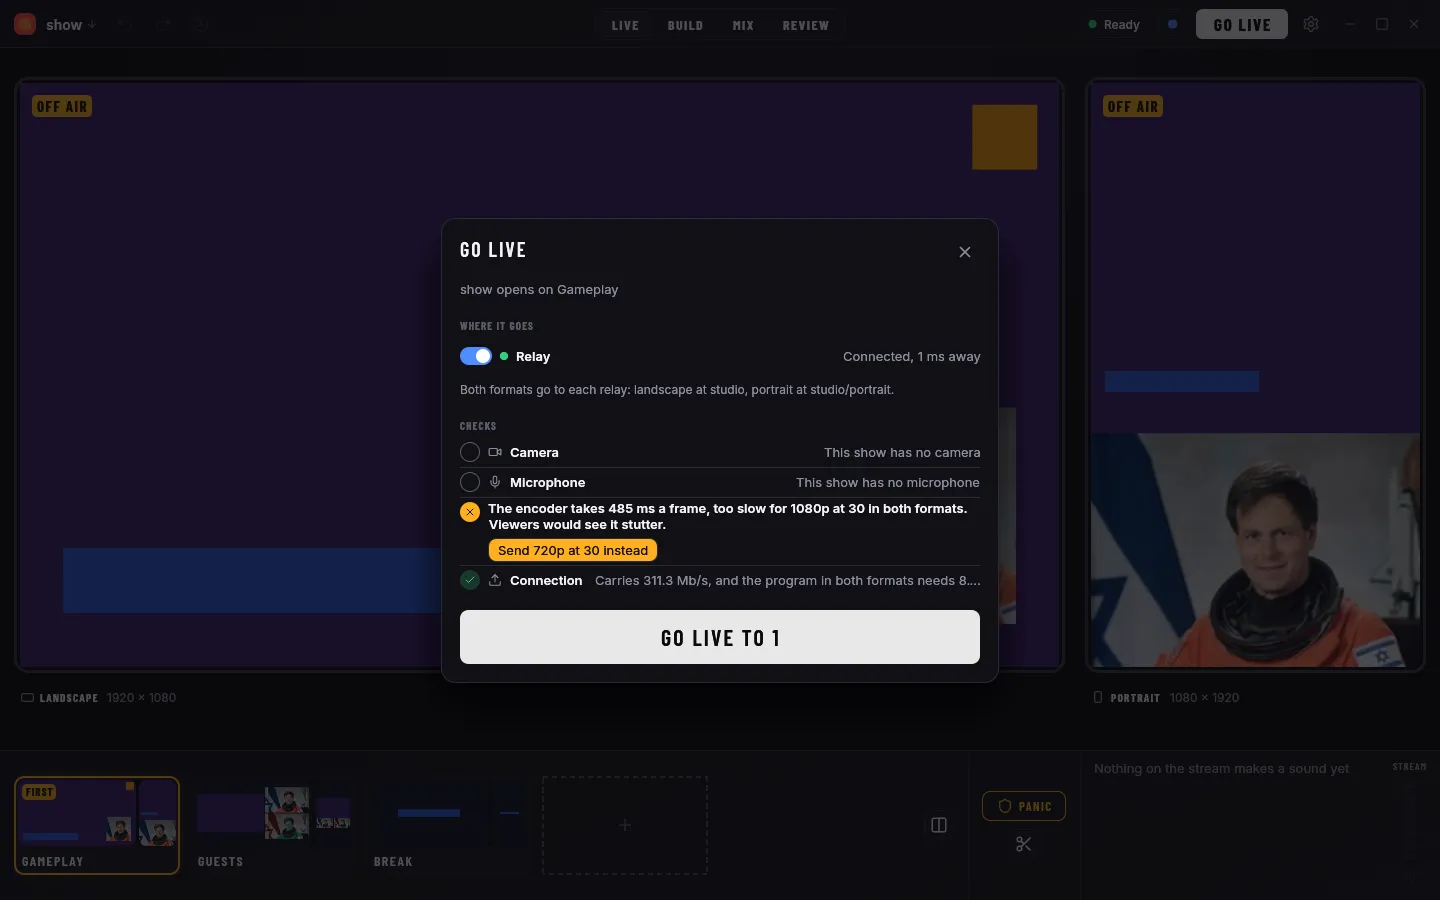 show
LIVE
BUILD
MIX
REVIEW
Ready
GO LIVE
OFF AIR
OFF AIR
GO LIVE
show opens on Gameplay
WHERE IT GOES
Relay
Connected, 1 ms away
Both formats go to each relay: landscape at studio, portrait at studio/portrait.
CHECKS
Camera
This show has no camera
Microphone
This show has no microphone
The encoder takes 485 ms a frame, too slow for 1080p at 30 in both formats.
Viewers would see it stutter.
Send 720p at 30 instead
Connection
Carries 311.3 Mb/s, and the program in both formats needs 8....
GO LIVE TO 1
LANDSCAPE 1920 × 1080
PORTRAIT 1080 × 1920
FIRST
GAMEPLAY
GUESTS
BREAK
PANIC
Nothing on the stream makes a sound yet
STREAM